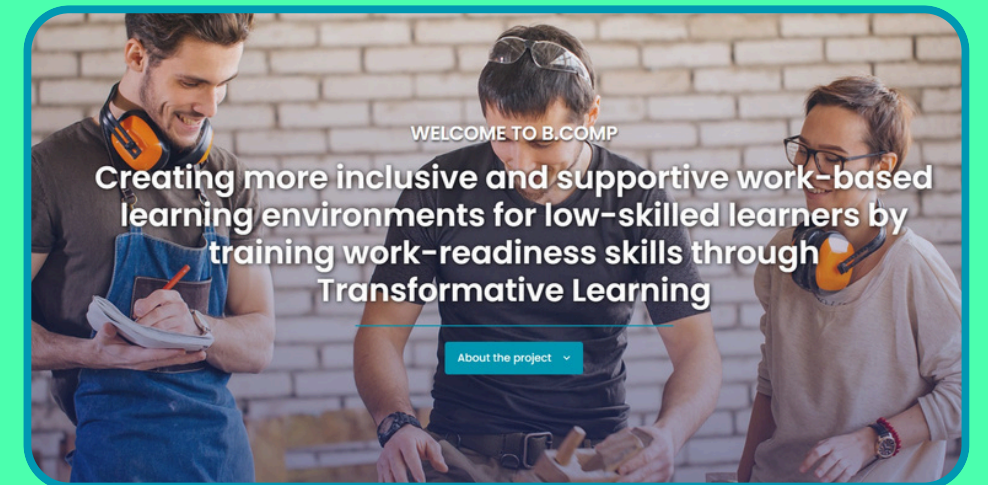 WELCOME TO B.COMP
Creating more inclusive and supportive work-based
learning environments for low-skilled learners by
training work-readiness skills through
Transformative Learning
About the project